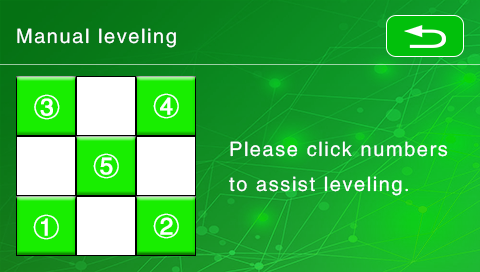 Manual leveling
③ ④
⑤
① ②
Please click numbers
to assist leveling.